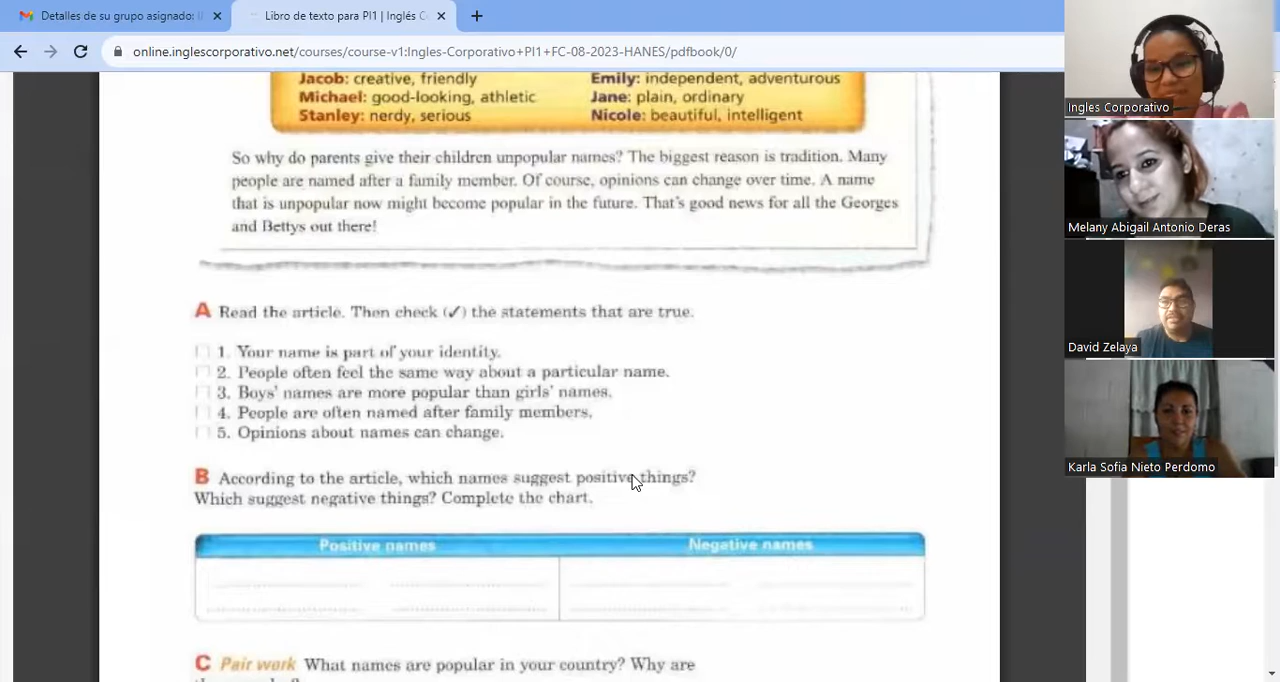 Detalles de su grupo asignado:
Libro de texto para PI1 | Inglés C
online.inglescorporativo.net/courses/course-v1:Ingles-Corporativo+PI1+FC-08-2023-HANES/pdfbook/0/
Jacob: creative, friendly
Michael: good-looking, athletic
Stanley: nerdy, serious
Emily: independent, adventurous
Jane: plain, ordinary
Nicole: beautiful, intelligent
So why do parents give their children unpopular names? The biggest reason is tradition. Many
people are named after a family member. Of course, opinions can change over time. A name
that is unpopular now might become popular in the future. That's good news for all the Georges
and Bettys out there!
A Read the article. Then check (✓) the statements that are true.
1. Your name is part of your identity.
2. People often feel the same way about a particular name.
3. Boys' names are more popular than girls' names.
4. People are often named after family members.
5. Opinions about names can change.
B According to the article, which names suggest positive things?
Which suggest negative things? Complete the chart.
Positive names
Negative names
C Pair work What names are popular in your country? Why are
Ingles Corporativo
Melany Abigail Antonio Deras
David Zelaya
Karla Sofia Nieto Perdomo